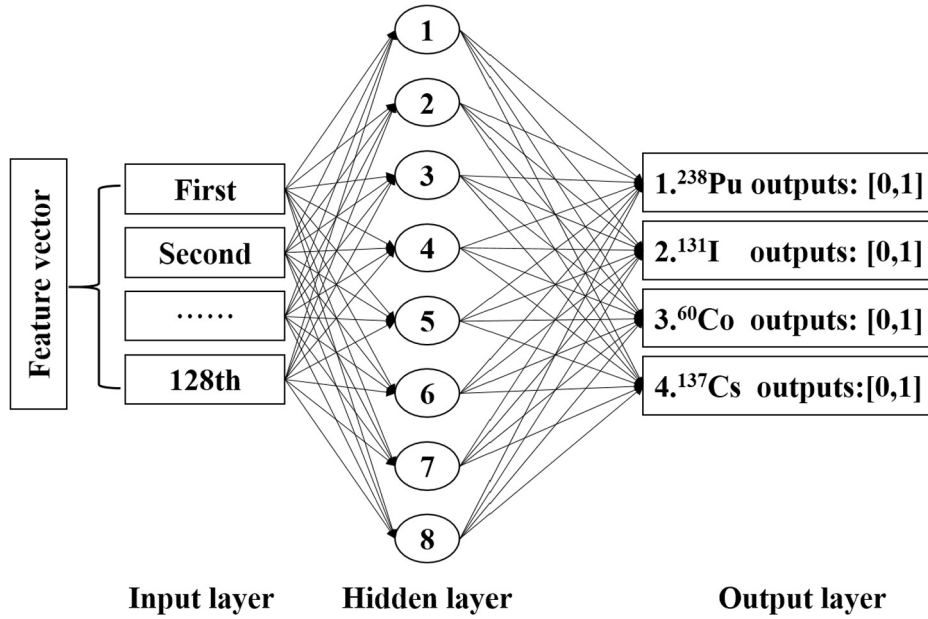 Feature vector
First
Second
……
128th
1
2
3
4
5
6
7
8
1.²³⁸Pu outputs: [0,1]
2.¹³¹I outputs: [0,1]
3.⁶⁰Co outputs: [0,1]
4.¹³⁷Cs outputs:[0,1]
Input layer
Hidden layer
Output layer